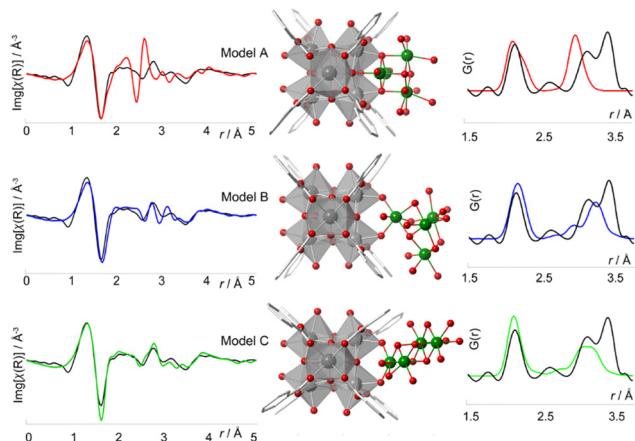 Img[χ(R)] / Å⁻³
Model A
0 1 2 3 4 5
r / Å
G(r)
1.5 2.5 3.5
r / Å
Img[χ(R)] / Å⁻³
Model B
0 1 2 3 4 5
r / Å
G(r)
1.5 2.5 3.5
r / Å
Img[χ(R)] / Å⁻³
Model C
0 1 2 3 4 5
r / Å
G(r)
1.5 2.5 3.5
r / Å